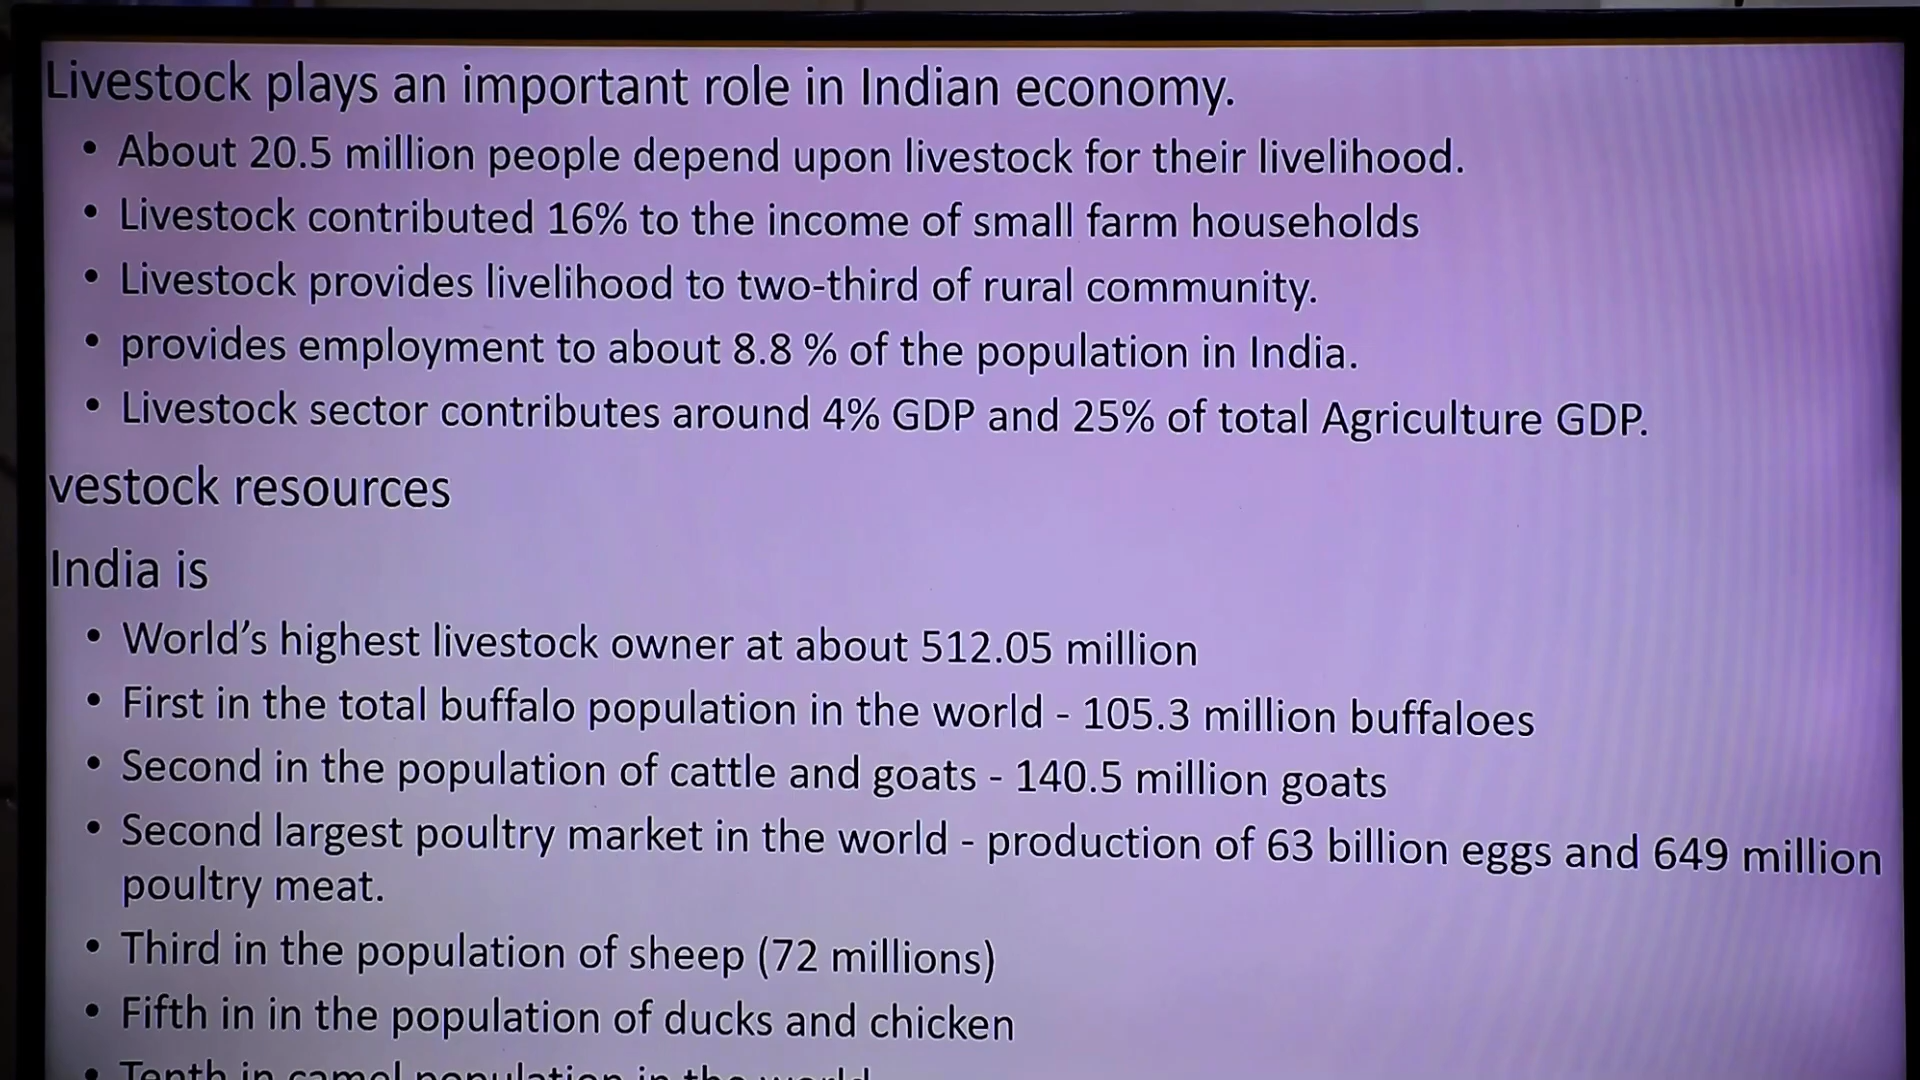 Livestock plays an important role in Indian economy.
• About 20.5 million people depend upon livestock for their livelihood.
• Livestock contributed 16% to the income of small farm households
• Livestock provides livelihood to two-third of rural community.
• provides employment to about 8.8 % of the population in India.
• Livestock sector contributes around 4% GDP and 25% of total Agriculture GDP.
vestock resources
India is
• World’s highest livestock owner at about 512.05 million
• First in the total buffalo population in the world - 105.3 million buffaloes
• Second in the population of cattle and goats - 140.5 million goats
• Second largest poultry market in the world - production of 63 billion eggs and 649 million
poultry meat.
• Third in the population of sheep (72 millions)
• Fifth in in the population of ducks and chicken
• Tenth in camel population in the world